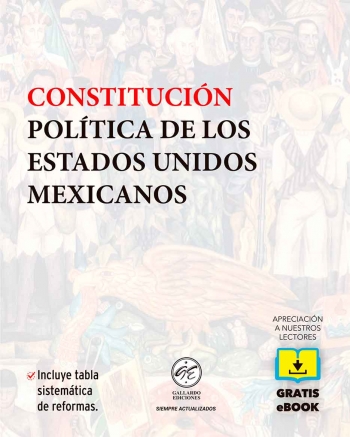 CONSTITUCIÓN
POLÍTICA DE LOS
ESTADOS UNIDOS
MEXICANOS
APRECIACIÓN
A NUESTROS
LECTORES
GRATIS
eBOOK
Incluye tabla
sistemática
de reformas.
GE
GALLARDO
EDICIONES
SIEMPRE ACTUALIZADOS